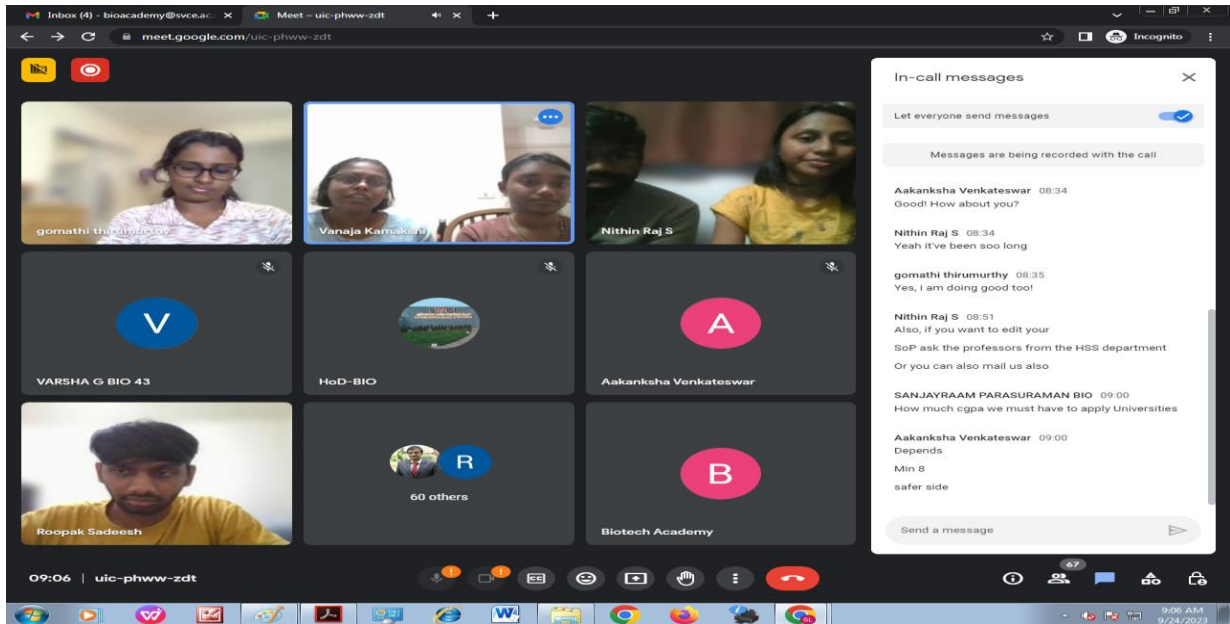 Inbox (4) - bioacademy@svce.ac.
Meet – uic-phww-zdt
meet.google.com/uic-phww-zdt
Incognito
gomathi thirumurthy
Vanaja Kamakshi
Nithin Raj S
V
VARSHA G BIO 43
HoD-BIO
A
Aakanksha Venkateswar
Roopak Sadeesh
R
60 others
B
Biotech Academy
In-call messages
Let everyone send messages
Messages are being recorded with the call
Aakanksha Venkateswar 08:34
Good! How about you?
Nithin Raj S 08:34
Yeah it've been soo long
gomathi thirumurthy 08:35
Yes, i am doing good too!
Nithin Raj S 08:51
Also, if you want to edit your
SoP ask the professors from the HSS department
Or you can also mail us also
SANJAYRAAM PARASURAMAN BIO 09:00
How much cgpa we must have to apply Universities
Aakanksha Venkateswar 09:00
Depends
Min 8
safer side
Send a message
09:06 | uic-phww-zdt
CC
67
9:06 AM
9/24/2023